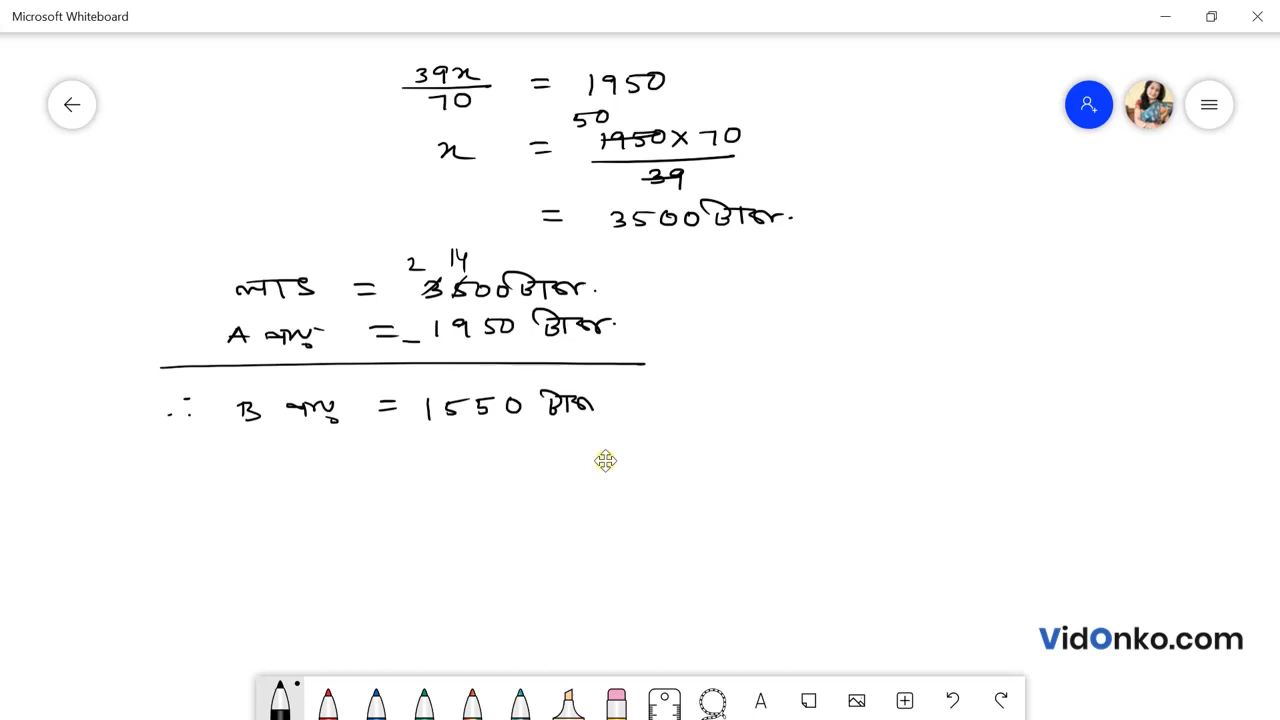 Microsoft Whiteboard
39x/70 = 1950
50
x = 1950 × 70 / 39
= 3500 টাকা.
2 14
লাভ = 3500 টাকা.
A পায় = - 1950 টাকা.
∴ B পায় = 1550 টাকা
VidOnko.com
A